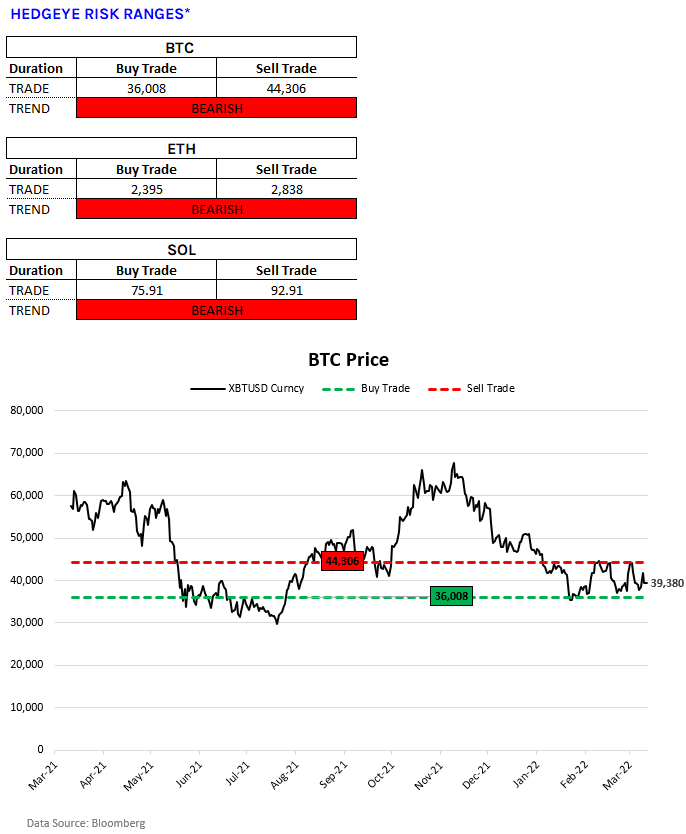 HEDGEYE RISK RANGES*
BTC
Duration Buy Trade Sell Trade
TRADE 36,008 44,306
TREND BEARISH
ETH
Duration Buy Trade Sell Trade
TRADE 2,395 2,838
TREND BEARISH
SOL
Duration Buy Trade Sell Trade
TRADE 75.91 92.91
TREND BEARISH
BTC Price
XBTUSD Curncy Buy Trade Sell Trade
80,000
70,000
60,000
50,000
44,306
40,000
39,380
36,008
30,000
20,000
10,000
0
Mar-21 Apr-21 May-21 Jun-21 Jul-21 Aug-21 Sep-21 Oct-21 Nov-21 Dec-21 Jan-22 Feb-22 Mar-22
Data Source: Bloomberg